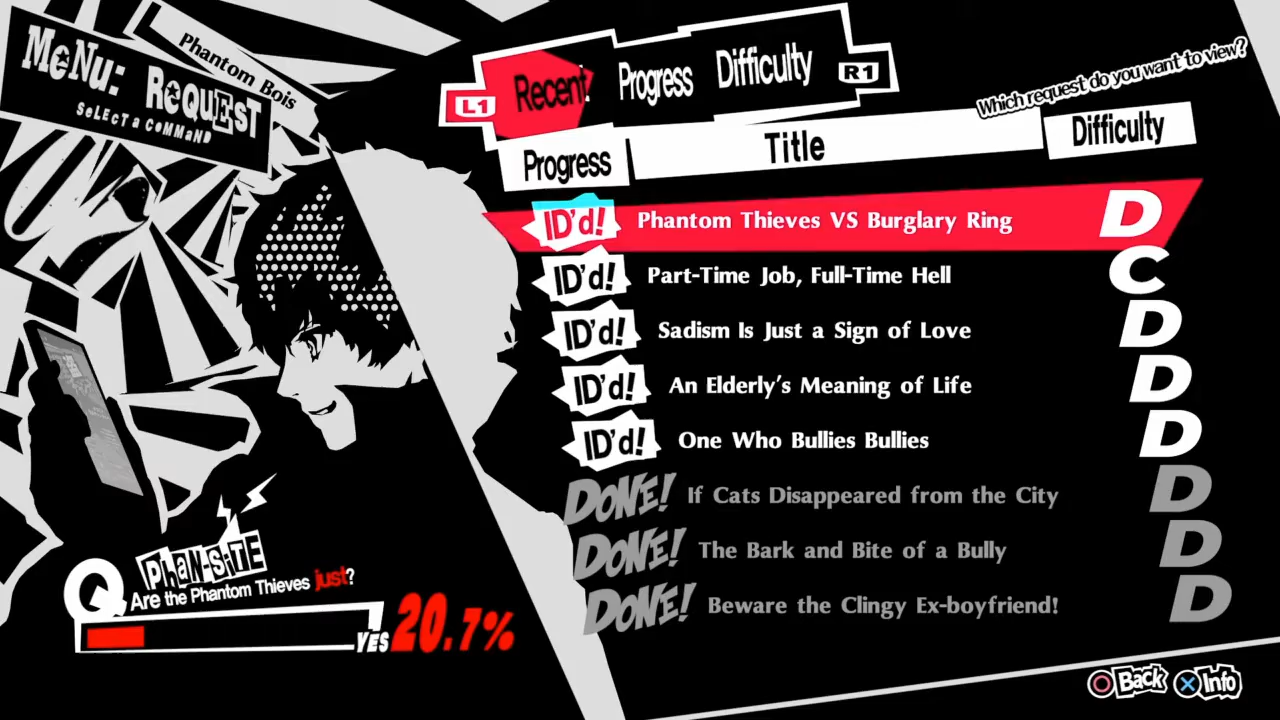 MeNu: ReQuEST
SeLEcT a CoMMaND
Phantom Bois
L1 Recent Progress Difficulty R1
Which request do you want to view?
Progress Title Difficulty
ID'd! Phantom Thieves VS Burglary Ring D
ID'd! Part-Time Job, Full-Time Hell C
ID'd! Sadism Is Just a Sign of Love D
ID'd! An Elderly's Meaning of Life D
ID'd! One Who Bullies Bullies D
DONE! If Cats Disappeared from the City D
DONE! The Bark and Bite of a Bully D
DONE! Beware the Clingy Ex-boyfriend! D
PhaN-SiTE
Q Are the Phantom Thieves just?
YES 20.7%
Back Info